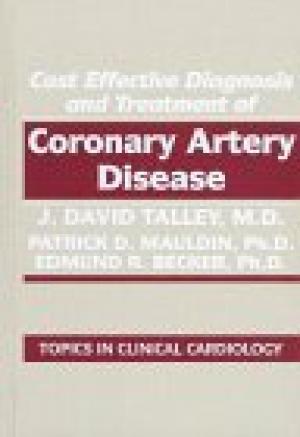 Cost Effective Diagnosis
and Treatment of
Coronary Artery
Disease
J. DAVID TALLEY, M.D.
PATRICK D. MAULDIN, Ph.D.
EDMUND R. BECKER, Ph.D.
TOPICS IN CLINICAL CARDIOLOGY